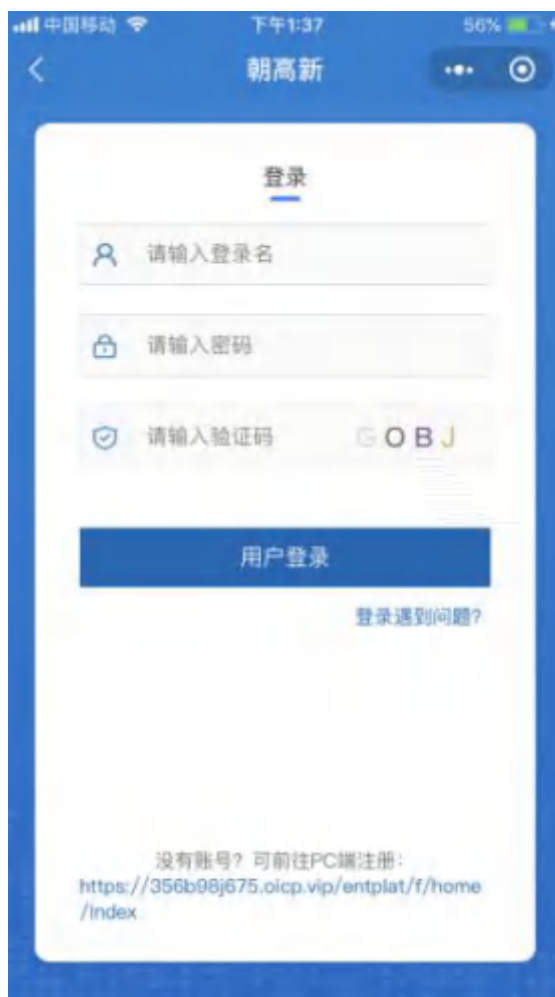 中国移动
下午1:37
56%
朝高新
登录
请输入登录名
请输入密码
请输入验证码
GOBJ
用户登录
登录遇到问题?
没有账号?可前往PC端注册:
https://356b98j675.oicp.vip/entplat/f/home
/index